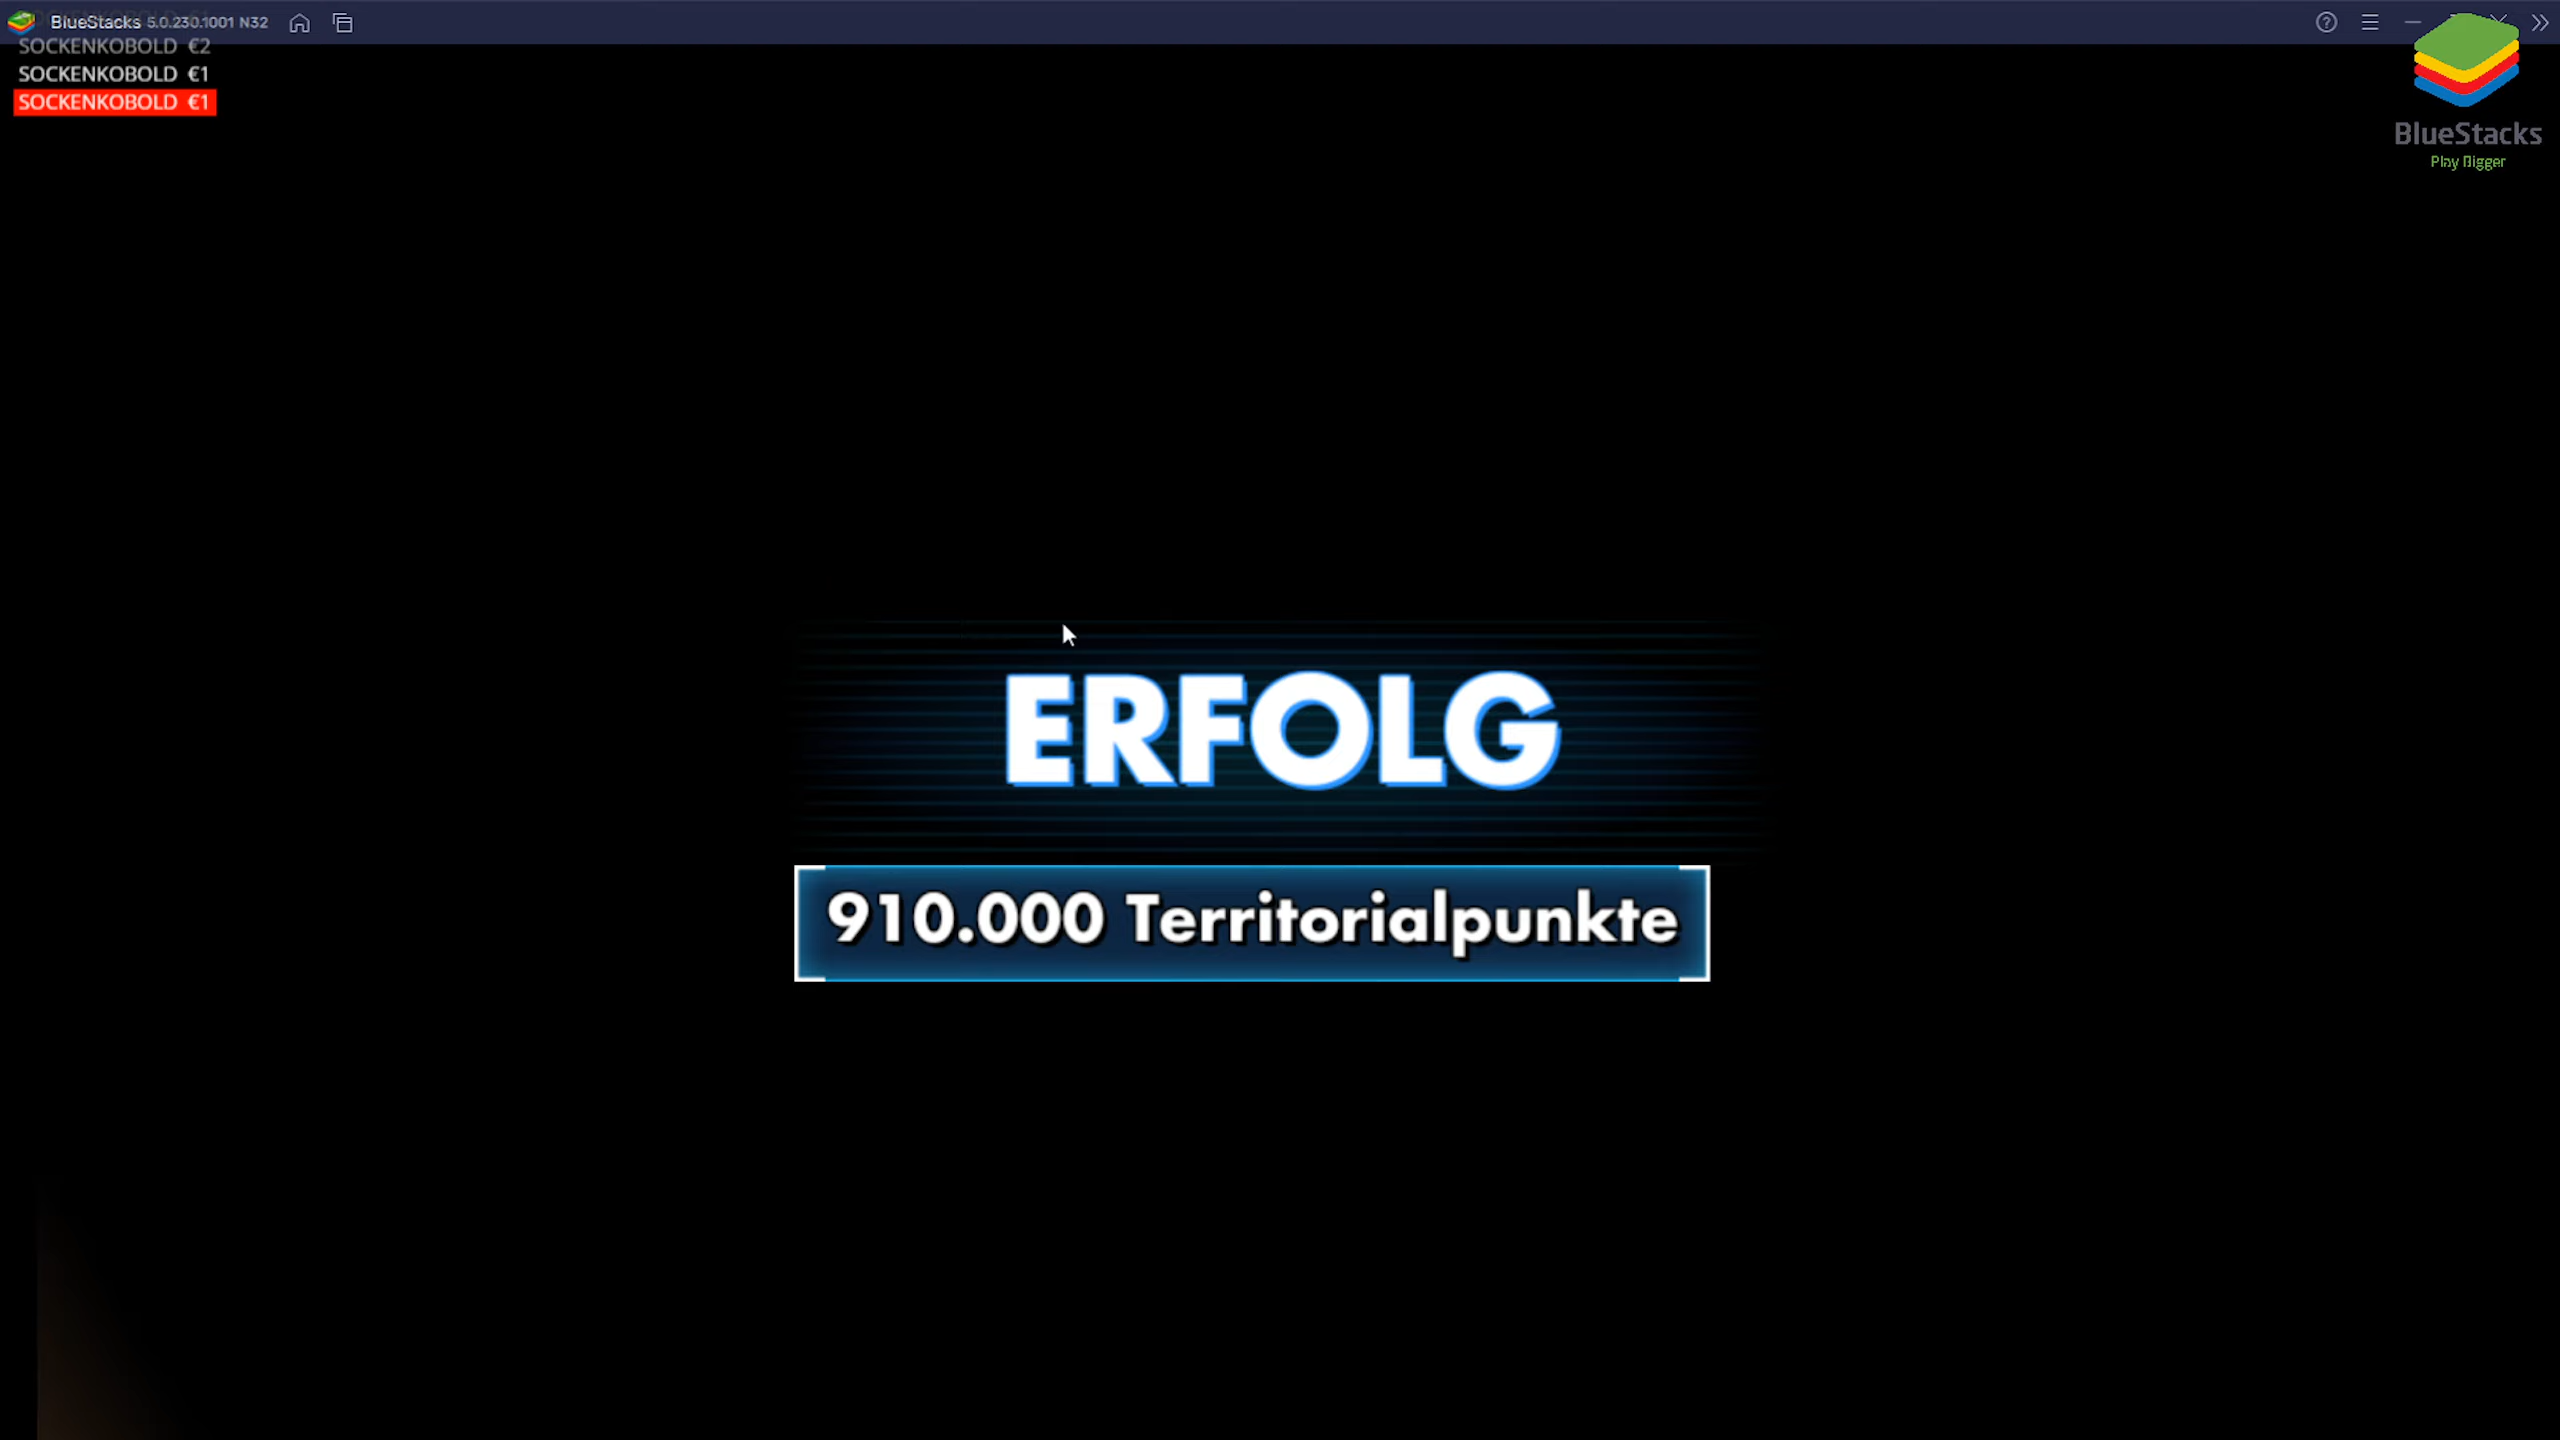 BlueStacks 5.0.230.1001 N32
SOCKENKOBOLD €2
SOCKENKOBOLD €1
SOCKENKOBOLD €1
BlueStacks
Play Bigger
ERFOLG
910.000 Territorialpunkte